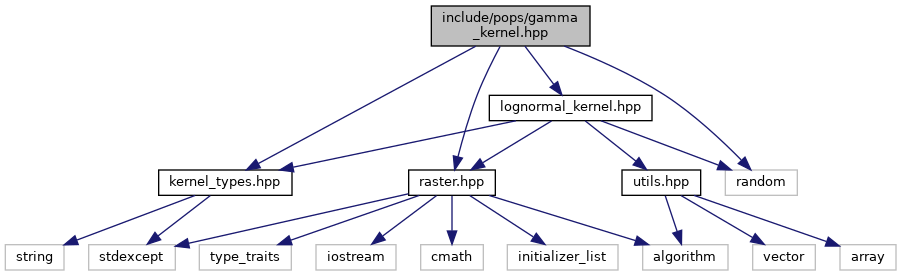 include/pops/gamma
_kernel.hpp
lognormal_kernel.hpp
kernel_types.hpp
raster.hpp
utils.hpp
random
string
stdexcept
type_traits
iostream
cmath
initializer_list
algorithm
vector
array